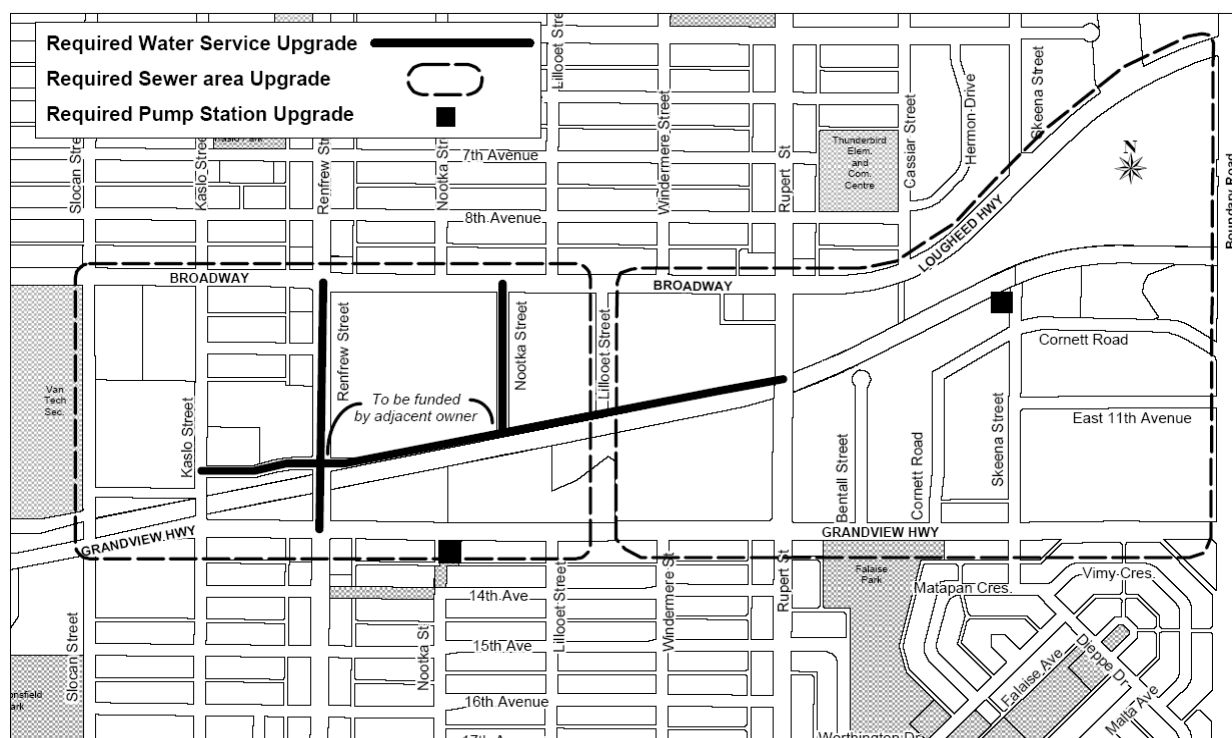 Required Water Service Upgrade
Required Sewer area Upgrade
Required Pump Station Upgrade
Lillooet Street
Windermere Street
Rupert St
Cassiar Street
Hermon Drive
Skeena Street
Boundary Road
N
Slocan
Kaslo Street
Renfrew Street
Nootka
7th Avenue
8th Avenue
Thunderbird
Elem.
and
Com.
Centre
LOUGHEED HWY
BROADWAY
BROADWAY
Van
Tech
Sec.
Kaslo Street
Renfrew Street
Nootka Street
Lillooet Street
To be funded
by adjacent owner
Cornett Road
East 11th Avenue
Bentall Street
Cornett Road
Skeena Street
GRANDVIEW HWY
GRANDVIEW HWY
Falaise
Park
Matapan Cres.
Vimy Cres.
Slocan Street
Nootka St
Lillooet Street
Windermere St
Rupert St
14th Ave
15th Ave
16th Avenue
Dieppe Dr
Falaise Ave
Malta Ave